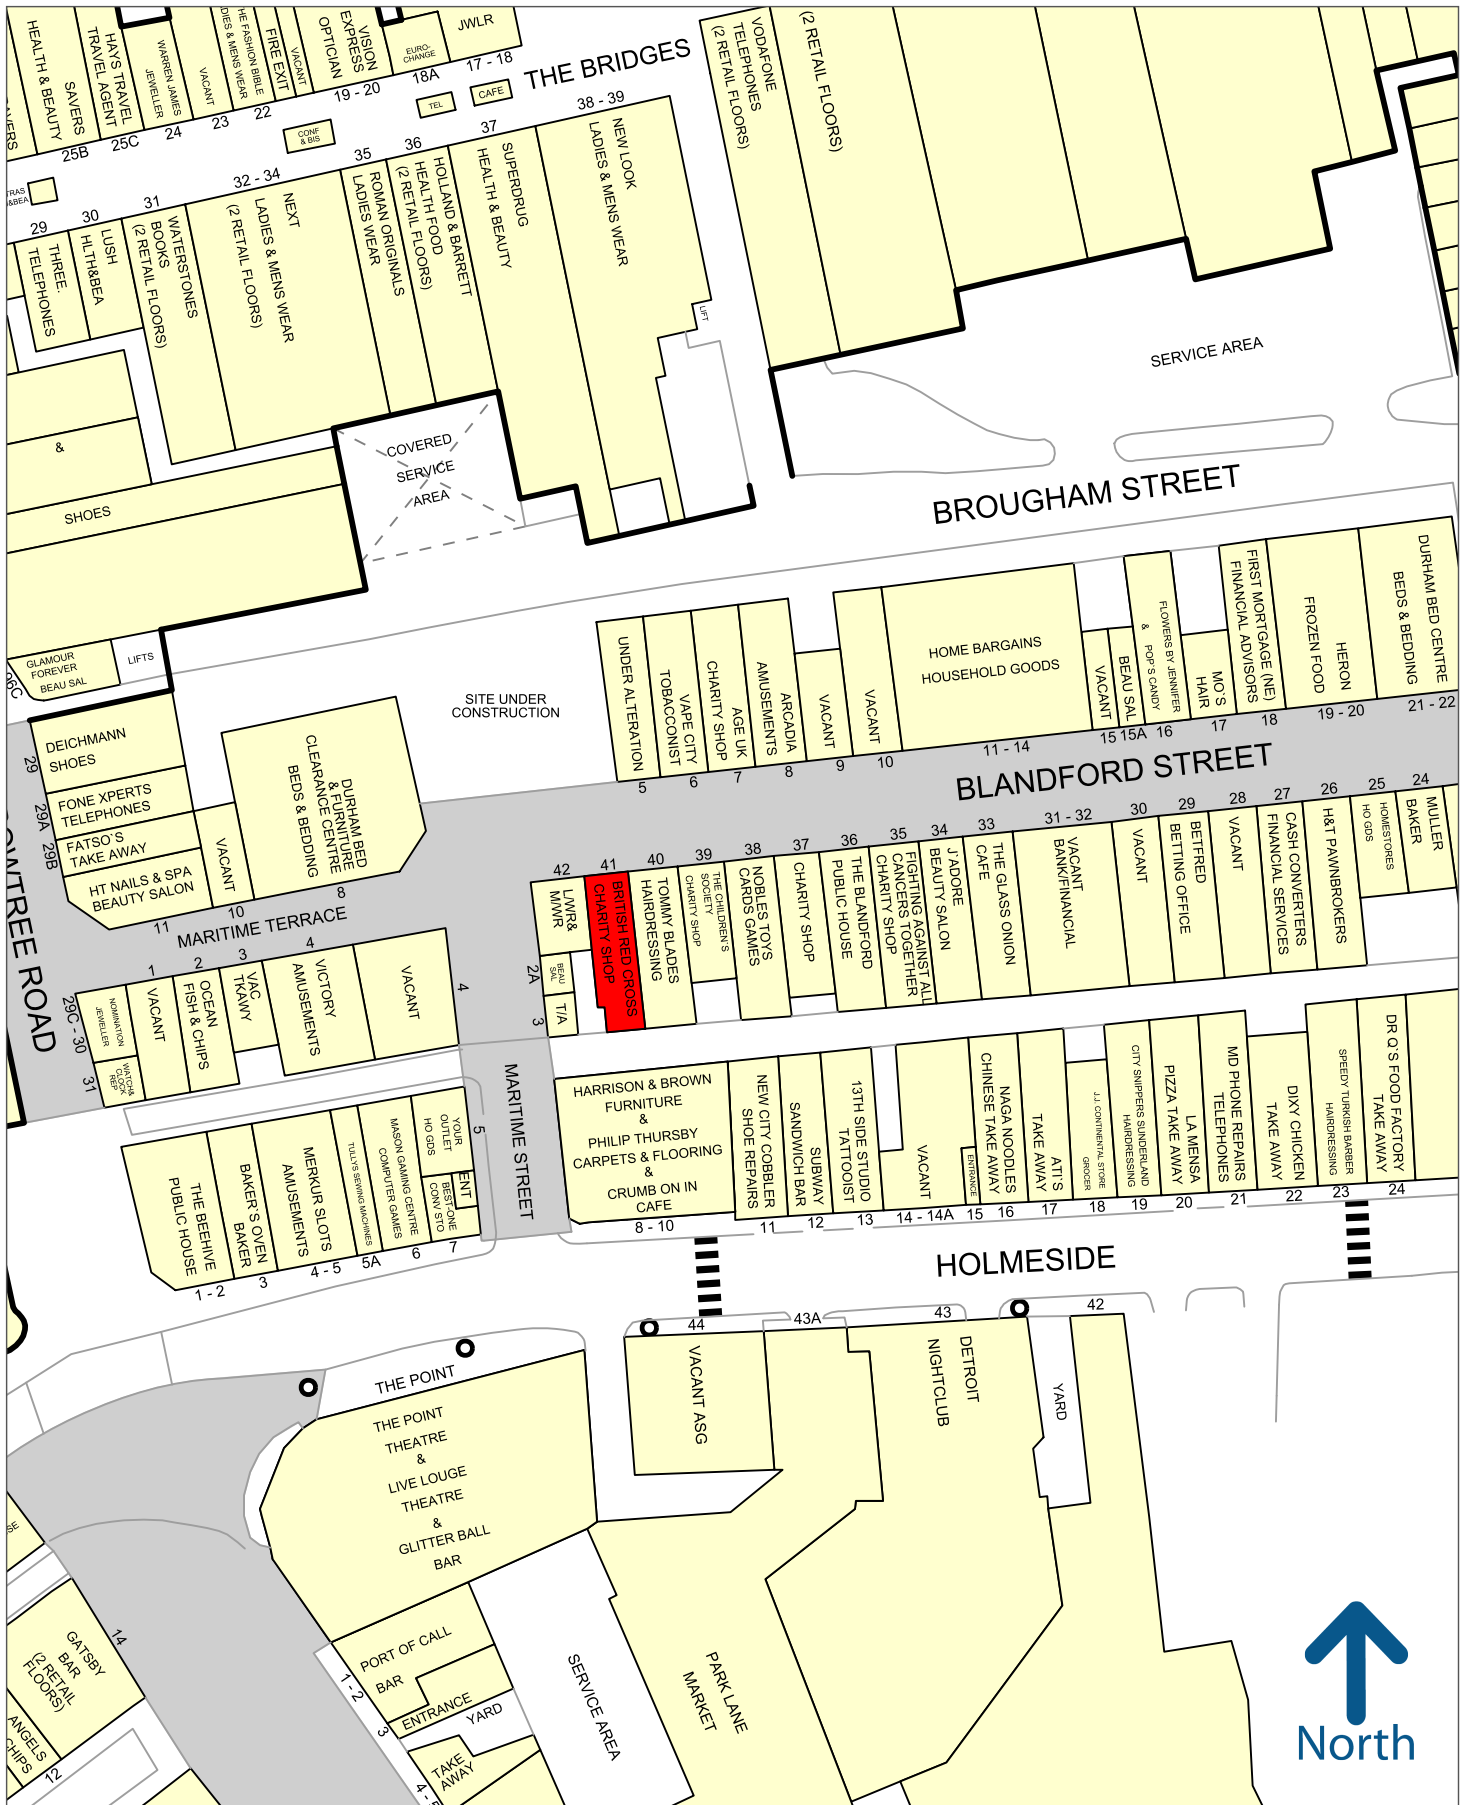 HEALTH & BEAUTY
SAVERS
25B
HAYS TRAVEL
TRAVEL AGENT
25C
WARREN JAMES
JEWELLER
24
VACANT
23
HE FASHION BIBLE
DIES & MENS WEAR
22
FIRE EXIT
VACANT
VISION
EXPRESS
OPTICIAN
19 - 20
EURO-
CHANGE
18A
JWLR
17 - 18
THE BRIDGES
CONF
& BIS
TEL
CAFE
29
THREE.
TELEPHONES
30
LUSH
HLTH&BEA
31
WATERSTONES
BOOKS
(2 RETAIL FLOORS)
32 - 34
NEXT
LADIES & MENS WEAR
(2 RETAIL FLOORS)
35
ROMAN ORIGINALS
LADIES WEAR
36
HOLLAND & BARRETT
HEALTH FOOD
(2 RETAIL FLOORS)
37
SUPERDRUG
HEALTH & BEAUTY
38 - 39
NEW LOOK
LADIES & MENS WEAR
LIFT
VODAFONE
TELEPHONES
(2 RETAIL FLOORS)
(2 RETAIL FLOORS)
SERVICE AREA
&
SHOES
COVERED
SERVICE
AREA
BROUGHAM STREET
26C
GLAMOUR
FOREVER
BEAU SAL
LIFTS
SITE UNDER
CONSTRUCTION
UNDER ALTERATION
5
VAPE CITY
TOBACCONIST
6
AGE UK
CHARITY SHOP
7
ARCADIA
AMUSEMENTS
8
VACANT
9
VACANT
10
HOME BARGAINS
HOUSEHOLD GOODS
11 - 14
VACANT
15
BEAU SAL
15A
FLOWERS BY JENNIFER
&
POP'S CANDY
16
MO'S
HAIR
17
FIRST MORTGAGE (NE)
FINANCIAL ADVISORS
18
HERON
FROZEN FOOD
19 - 20
DURHAM BED CENTRE
BEDS & BEDDING
21 - 22
BLANDFORD STREET
DEICHMANN
SHOES
29
FONE XPERTS
TELEPHONES
29A
FATSO`S
TAKE AWAY
29B
HT NAILS & SPA
BEAUTY SALON
11
VACANT
10
DURHAM BED
& FURNITURE
CLEARANCE CENTRE
BEDS & BEDDING
8
MARITIME TERRACE
42
L/WR&
M/WR
BEAU
SAL
2A
T/A
3
41
BRITISH RED CROSS
CHARITY SHOP
40
TOMMY BLADES
HAIRDRESSING
39
THE CHILDREN'S
SOCIETY
CHARITY SHOP
38
NOBLES TOYS
CARDS GAMES
37
CHARITY SHOP
36
THE BLANDFORD
PUBLIC HOUSE
35
FIGHTING AGAINST ALL
CANCERS TOGETHER
CHARITY SHOP
34
J'ADORE
BEAUTY SALON
33
THE GLASS ONION
CAFE
31 - 32
VACANT
BANK/FINANCIAL
30
VACANT
29
BETFRED
BETTING OFFICE
28
VACANT
27
CASH CONVERTERS
FINANCIAL SERVICES
26
H&T PAWNBROKERS
25
HOMESTORES
HO GDS
24
MULLER
BAKER
29C - 30
NOMINATION
JEWELLER
31
WATCH&
CLOCK
REP
1
VACANT
2
OCEAN
FISH & CHIPS
3
VAC
TKAWY
4
VICTORY
AMUSEMENTS
VACANT
4
5
MARITIME STREET
THE BEEHIVE
PUBLIC HOUSE
1 - 2
BAKER'S OVEN
BAKER
3
MERKUR SLOTS
AMUSEMENTS
4 - 5
TULLYS SEWING MACHINES
5A
MASON GAMING CENTRE
COMPUTER GAMES
6
YOUR
OUTLET
HO GDS
ENT
BEST-ONE
CONV STO
7
HARRISON & BROWN
FURNITURE
&
PHILIP THURSBY
CARPETS & FLOORING
&
CRUMB ON IN
CAFE
8 - 10
NEW CITY COBBLER
SHOE REPAIRS
11
SUBWAY
SANDWICH BAR
12
13TH SIDE STUDIO
TATTOOIST
13
VACANT
14 - 14A
ENTRANCE
15
NAGA NOODLES
CHINESE TAKE AWAY
16
ATI'S
TAKE AWAY
17
J.J. CONTINENTAL STORE
GROCER
18
CITY SNIPPERS SUNDERLAND
HAIRDRESSING
19
LA MENSA
PIZZA TAKE AWAY
20
MD PHONE REPAIRS
TELEPHONES
21
DIXY CHICKEN
TAKE AWAY
22
SPEEDY TURKISH BARBER
HAIRDRESSING
23
DR Q`S FOOD FACTORY
TAKE AWAY
24
HOLMESIDE
THE POINT
THE POINT
THEATRE
&
LIVE LOUGE
THEATRE
&
GLITTER BALL
BAR
44
VACANT ASG
43A
43
DETROIT
NIGHTCLUB
42
YARD
PORT OF CALL
BAR
1 - 2
ENTRANCE
3
YARD
TAKE
AWAY
SERVICE AREA
PARK LANE
MARKET
14
GATSBY
BAR
(2 RETAIL
FLOORS)
ANGELS
CHIPS
12
North